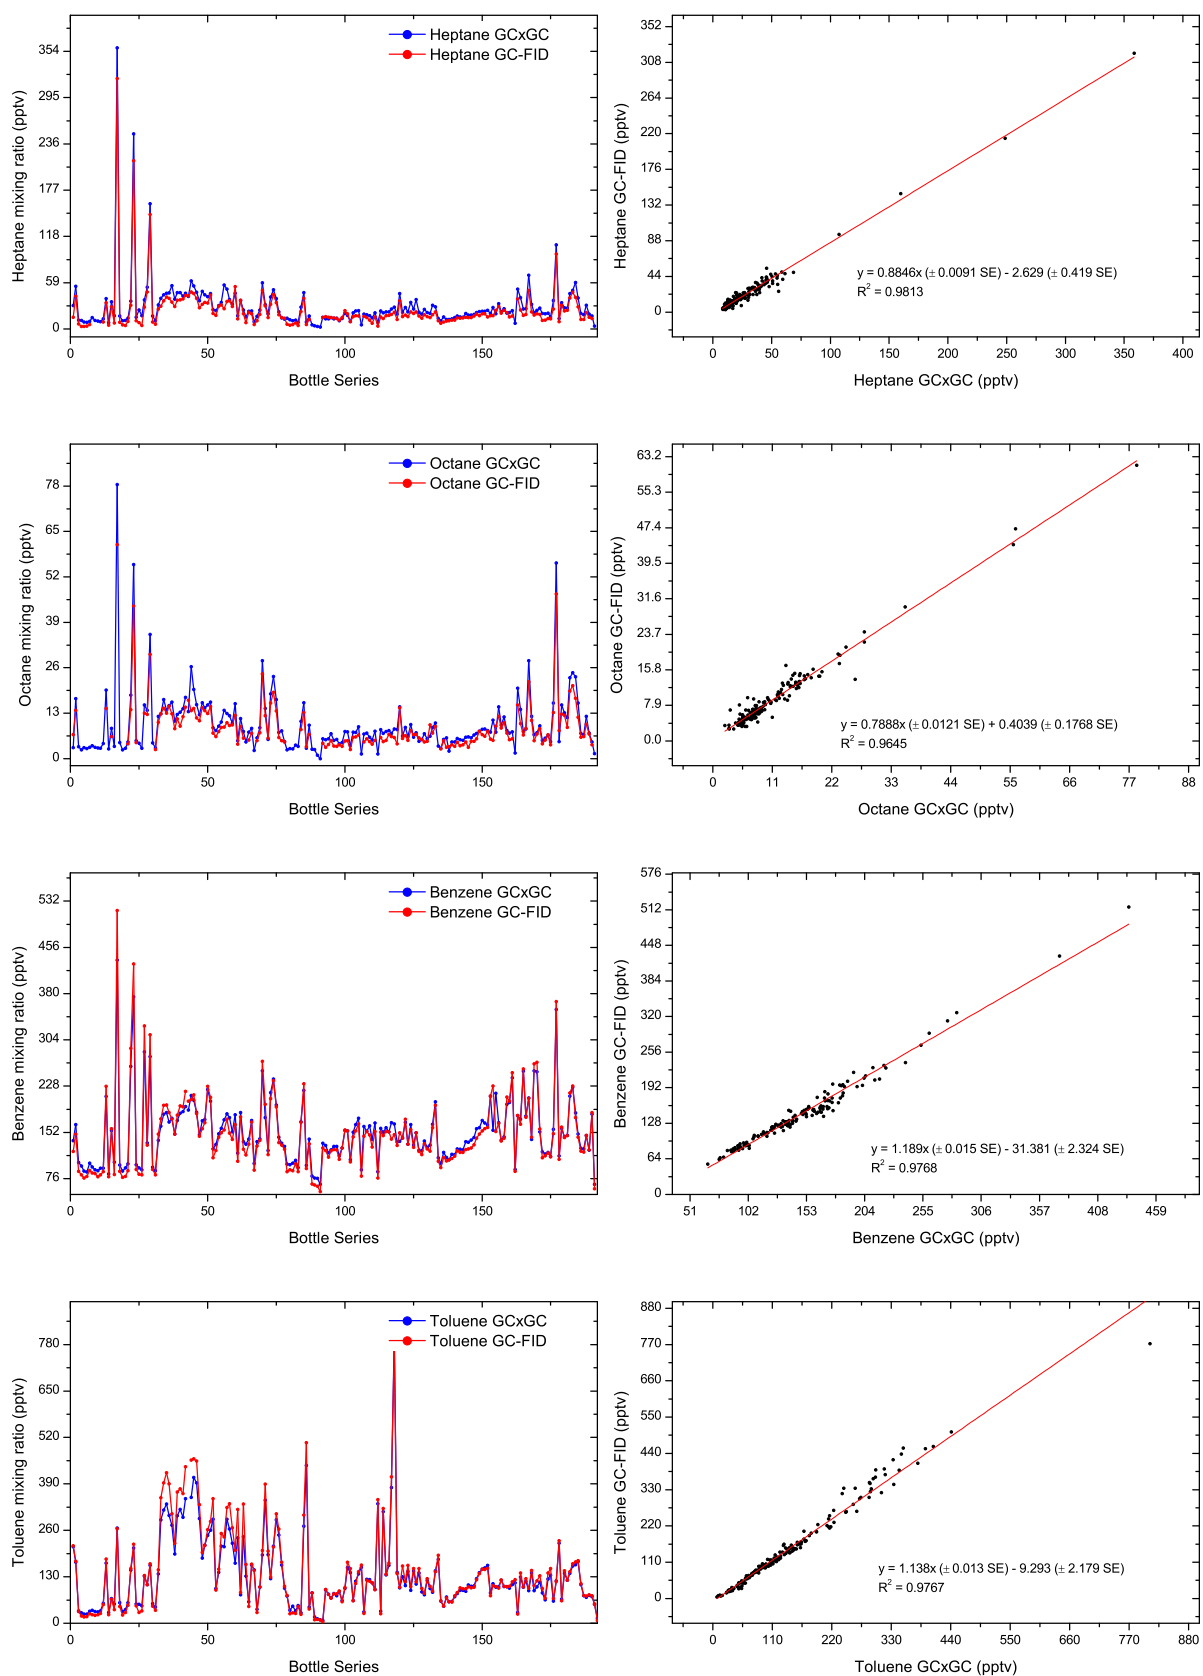 Heptane GCxGC
Heptane GC-FID
354
295
236
177
118
59
0
Heptane mixing ratio (pptv)
0 50 100 150
Bottle Series
352
308
264
220
176
132
88
44
0
Heptane GC-FID (pptv)
y = 0.8846x (± 0.0091 SE) - 2.629 (± 0.419 SE)
R² = 0.9813
0 50 100 150 200 250 300 350 400
Heptane GCxGC (pptv)
Octane GCxGC
Octane GC-FID
78
65
52
39
26
13
0
Octane mixing ratio (pptv)
0 50 100 150
Bottle Series
63.2
55.3
47.4
39.5
31.6
23.7
15.8
7.9
0.0
Octane GC-FID (pptv)
y = 0.7888x (± 0.0121 SE) + 0.4039 (± 0.1768 SE)
R² = 0.9645
0 11 22 33 44 55 66 77 88
Octane GCxGC (pptv)
Benzene GCxGC
Benzene GC-FID
532
456
380
304
228
152
76
Benzene mixing ratio (pptv)
0 50 100 150
Bottle Series
576
512
448
384
320
256
192
128
64
0
Benzene GC-FID (pptv)
y = 1.189x (± 0.015 SE) - 31.381 (± 2.324 SE)
R² = 0.9768
51 102 153 204 255 306 357 408 459
Benzene GCxGC (pptv)
Toluene GCxGC
Toluene GC-FID
780
650
520
390
260
130
0
Toluene mixing ratio (pptv)
0 50 100 150
Bottle Series
880
770
660
550
440
330
220
110
0
Toluene GC-FID (pptv)
y = 1.138x (± 0.013 SE) - 9.293 (± 2.179 SE)
R² = 0.9767
0 110 220 330 440 550 660 770 880
Toluene GCxGC (pptv)